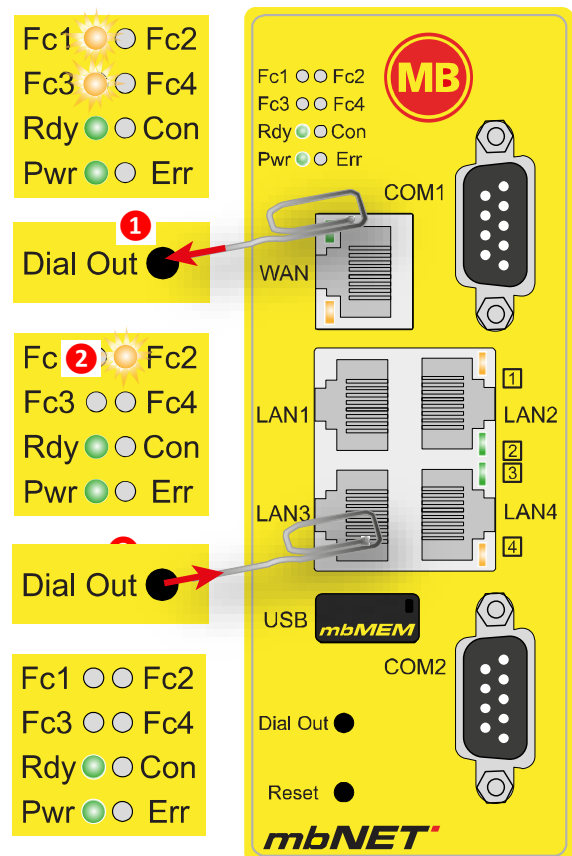 Fc1 Fc2
Fc3 Fc4
Rdy Con
Pwr Err
1
Dial Out
Fc 2 Fc2
Fc3 Fc4
Rdy Con
Pwr Err
Dial Out
Fc1 Fc2
Fc3 Fc4
Rdy Con
Pwr Err
MB
Fc1 Fc2
Fc3 Fc4
Rdy Con
Pwr Err
COM1
WAN
1
LAN1 LAN2
2
3
LAN3 LAN4
4
USB mbMEM
COM2
Dial Out
Reset
mbNET